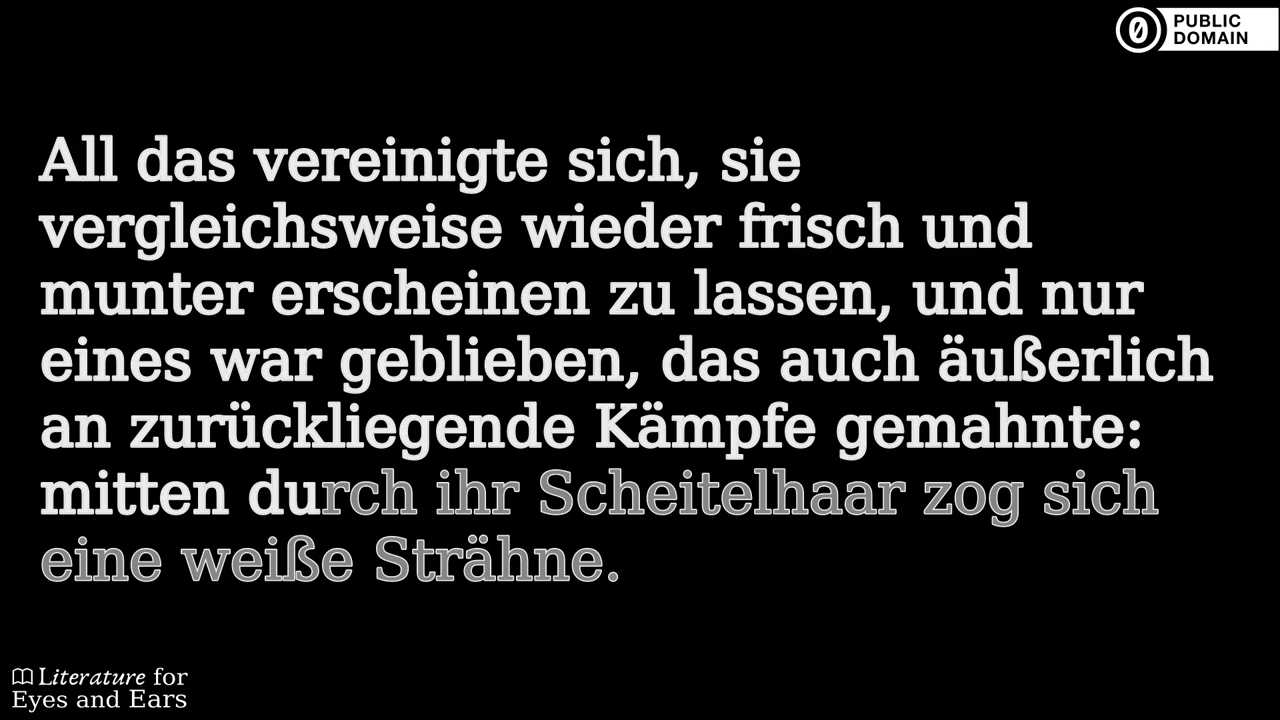 PUBLIC
DOMAIN
All das vereinigte sich, sie
vergleichsweise wieder frisch und
munter erscheinen zu lassen, und nur
eines war geblieben, das auch äußerlich
an zurückliegende Kämpfe gemahnte:
mitten durch ihr Scheitelhaar zog sich
eine weiße Strähne.
Literature for
Eyes and Ears